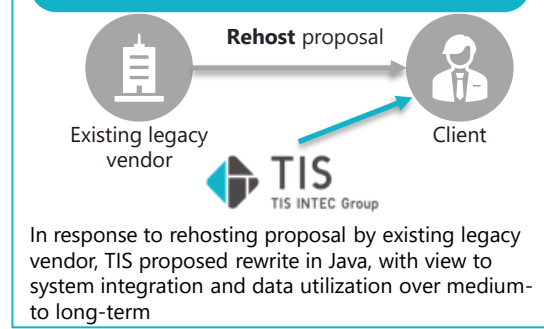 Rehost proposal
Existing legacy
vendor
Client
TIS
TIS INTEC Group
In response to rehosting proposal by existing legacy
vendor, TIS proposed rewrite in Java, with view to
system integration and data utilization over medium-
to long-term